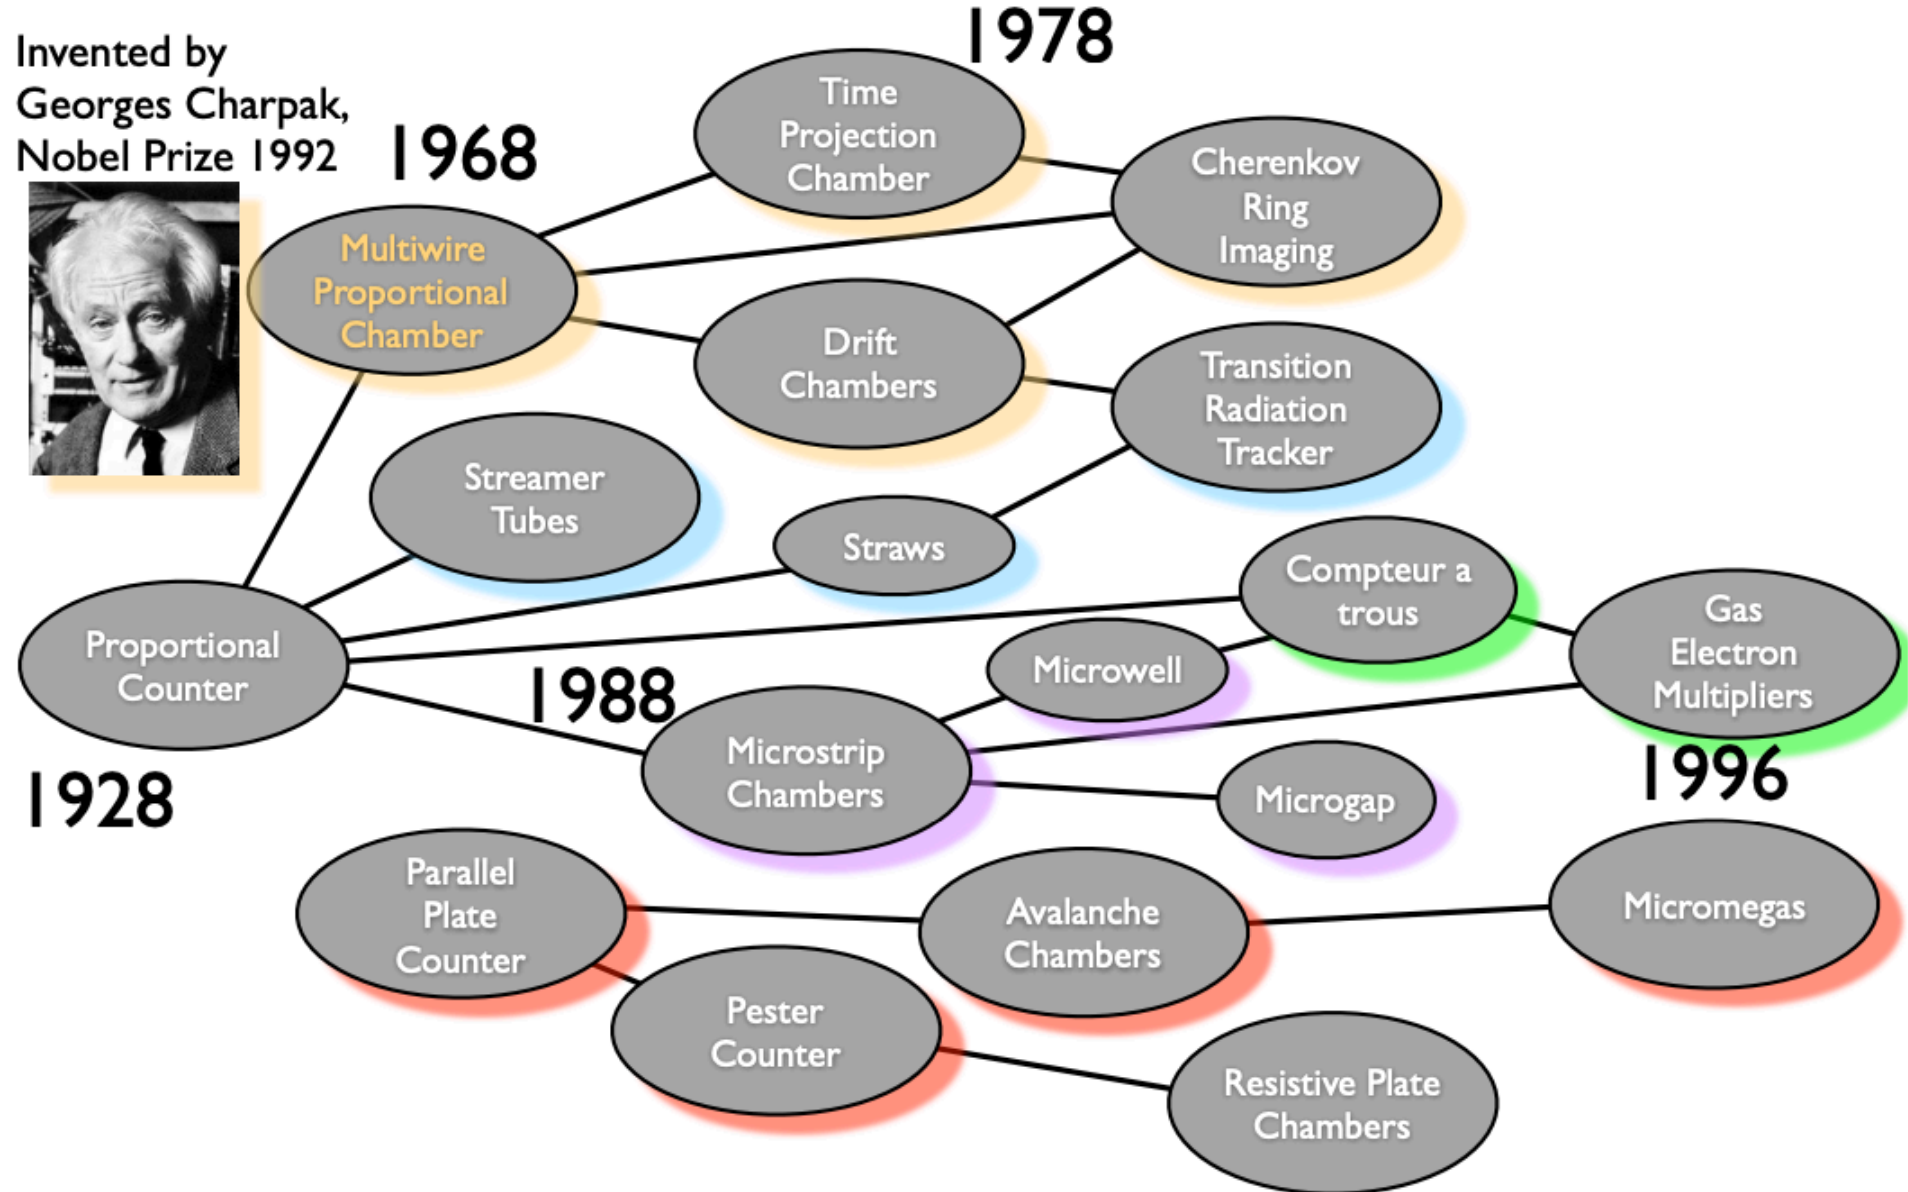 Invented by
Georges Charpak,
Nobel Prize 1992
1968
1978
Time
Projection
Chamber
Cherenkov
Ring
Imaging
Multiwire
Proportional
Chamber
Drift
Chambers
Transition
Radiation
Tracker
Streamer
Tubes
Straws
Compteur a
trous
Gas
Electron
Multipliers
Proportional
Counter
Microwell
1988
Microstrip
Chambers
Microgap
1996
1928
Parallel
Plate
Counter
Avalanche
Chambers
Micromegas
Pester
Counter
Resistive Plate
Chambers